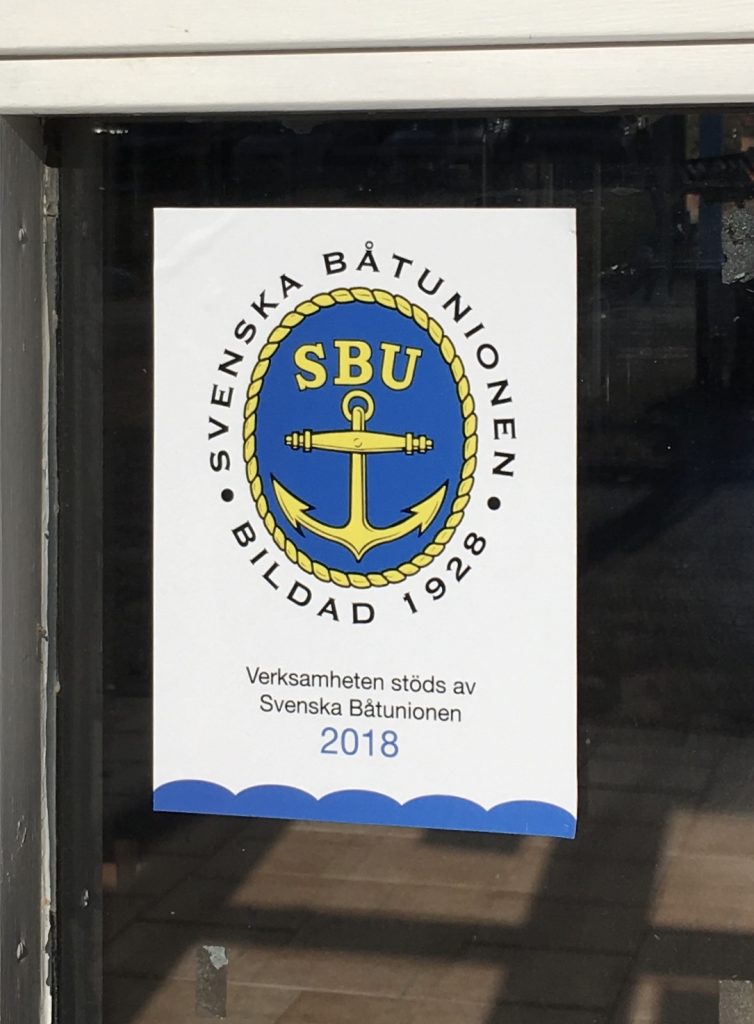 SVENSKA BÅTUNIONEN
SBU
• BILDAD 1928 •
Verksamheten stöds av
Svenska Båtunionen
2018